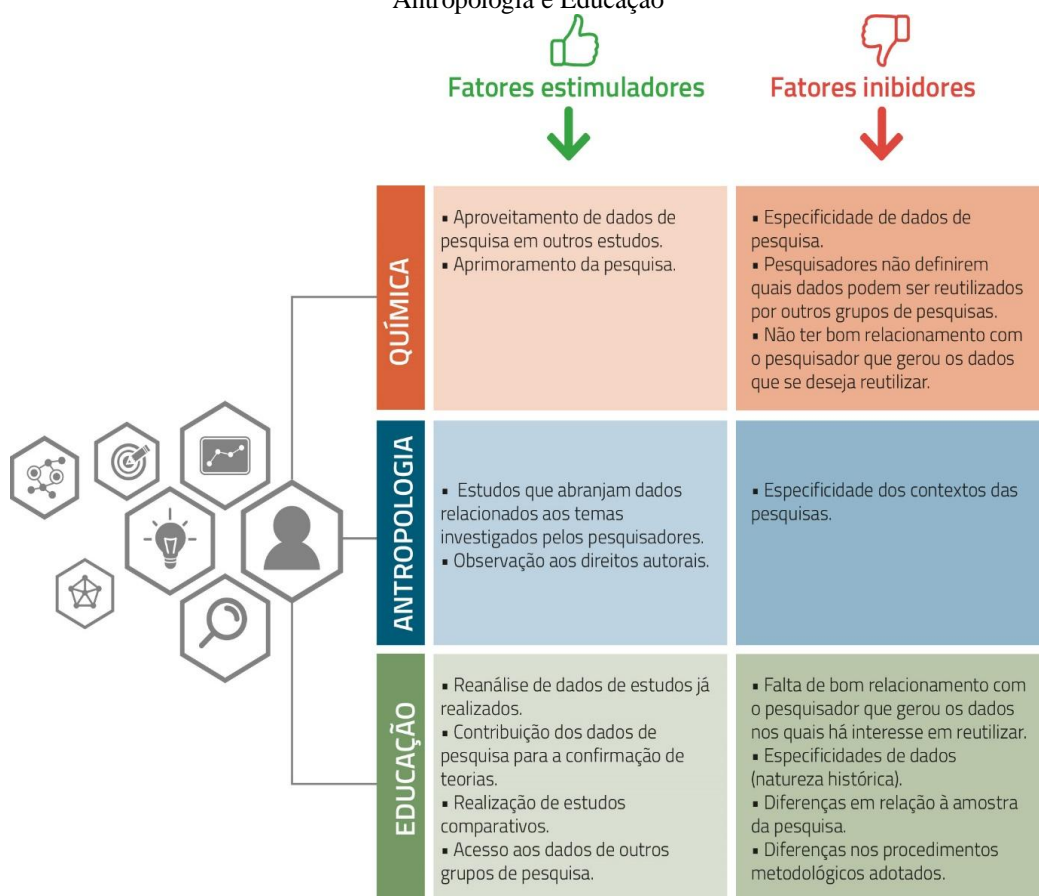 Antropologia e Educação
Fatores estimuladores
Fatores inibidores
QUÍMICA
▪ Aproveitamento de dados de
pesquisa em outros estudos.
▪ Aprimoramento da pesquisa.
▪ Especificidade de dados de
pesquisa.
▪ Pesquisadores não definirem
quais dados podem ser reutilizados
por outros grupos de pesquisas.
▪ Não ter bom relacionamento com
o pesquisador que gerou os dados
que se deseja reutilizar.
ANTROPOLOGIA
▪ Estudos que abranjam dados
relacionados aos temas
investigados pelos pesquisadores.
▪ Observação aos direitos autorais.
▪ Especificidade dos contextos das
pesquisas.
EDUCAÇÃO
▪ Reanálise de dados de estudos já
realizados.
▪ Contribuição dos dados de
pesquisa para a confirmação de
teorias.
▪ Realização de estudos
comparativos.
▪ Acesso aos dados de outros
grupos de pesquisa.
▪ Falta de bom relacionamento com
o pesquisador que gerou os dados
nos quais há interesse em reutilizar.
▪ Especificidades de dados
(natureza histórica).
▪ Diferenças em relação à amostra
da pesquisa.
▪ Diferenças nos procedimentos
metodológicos adotados.